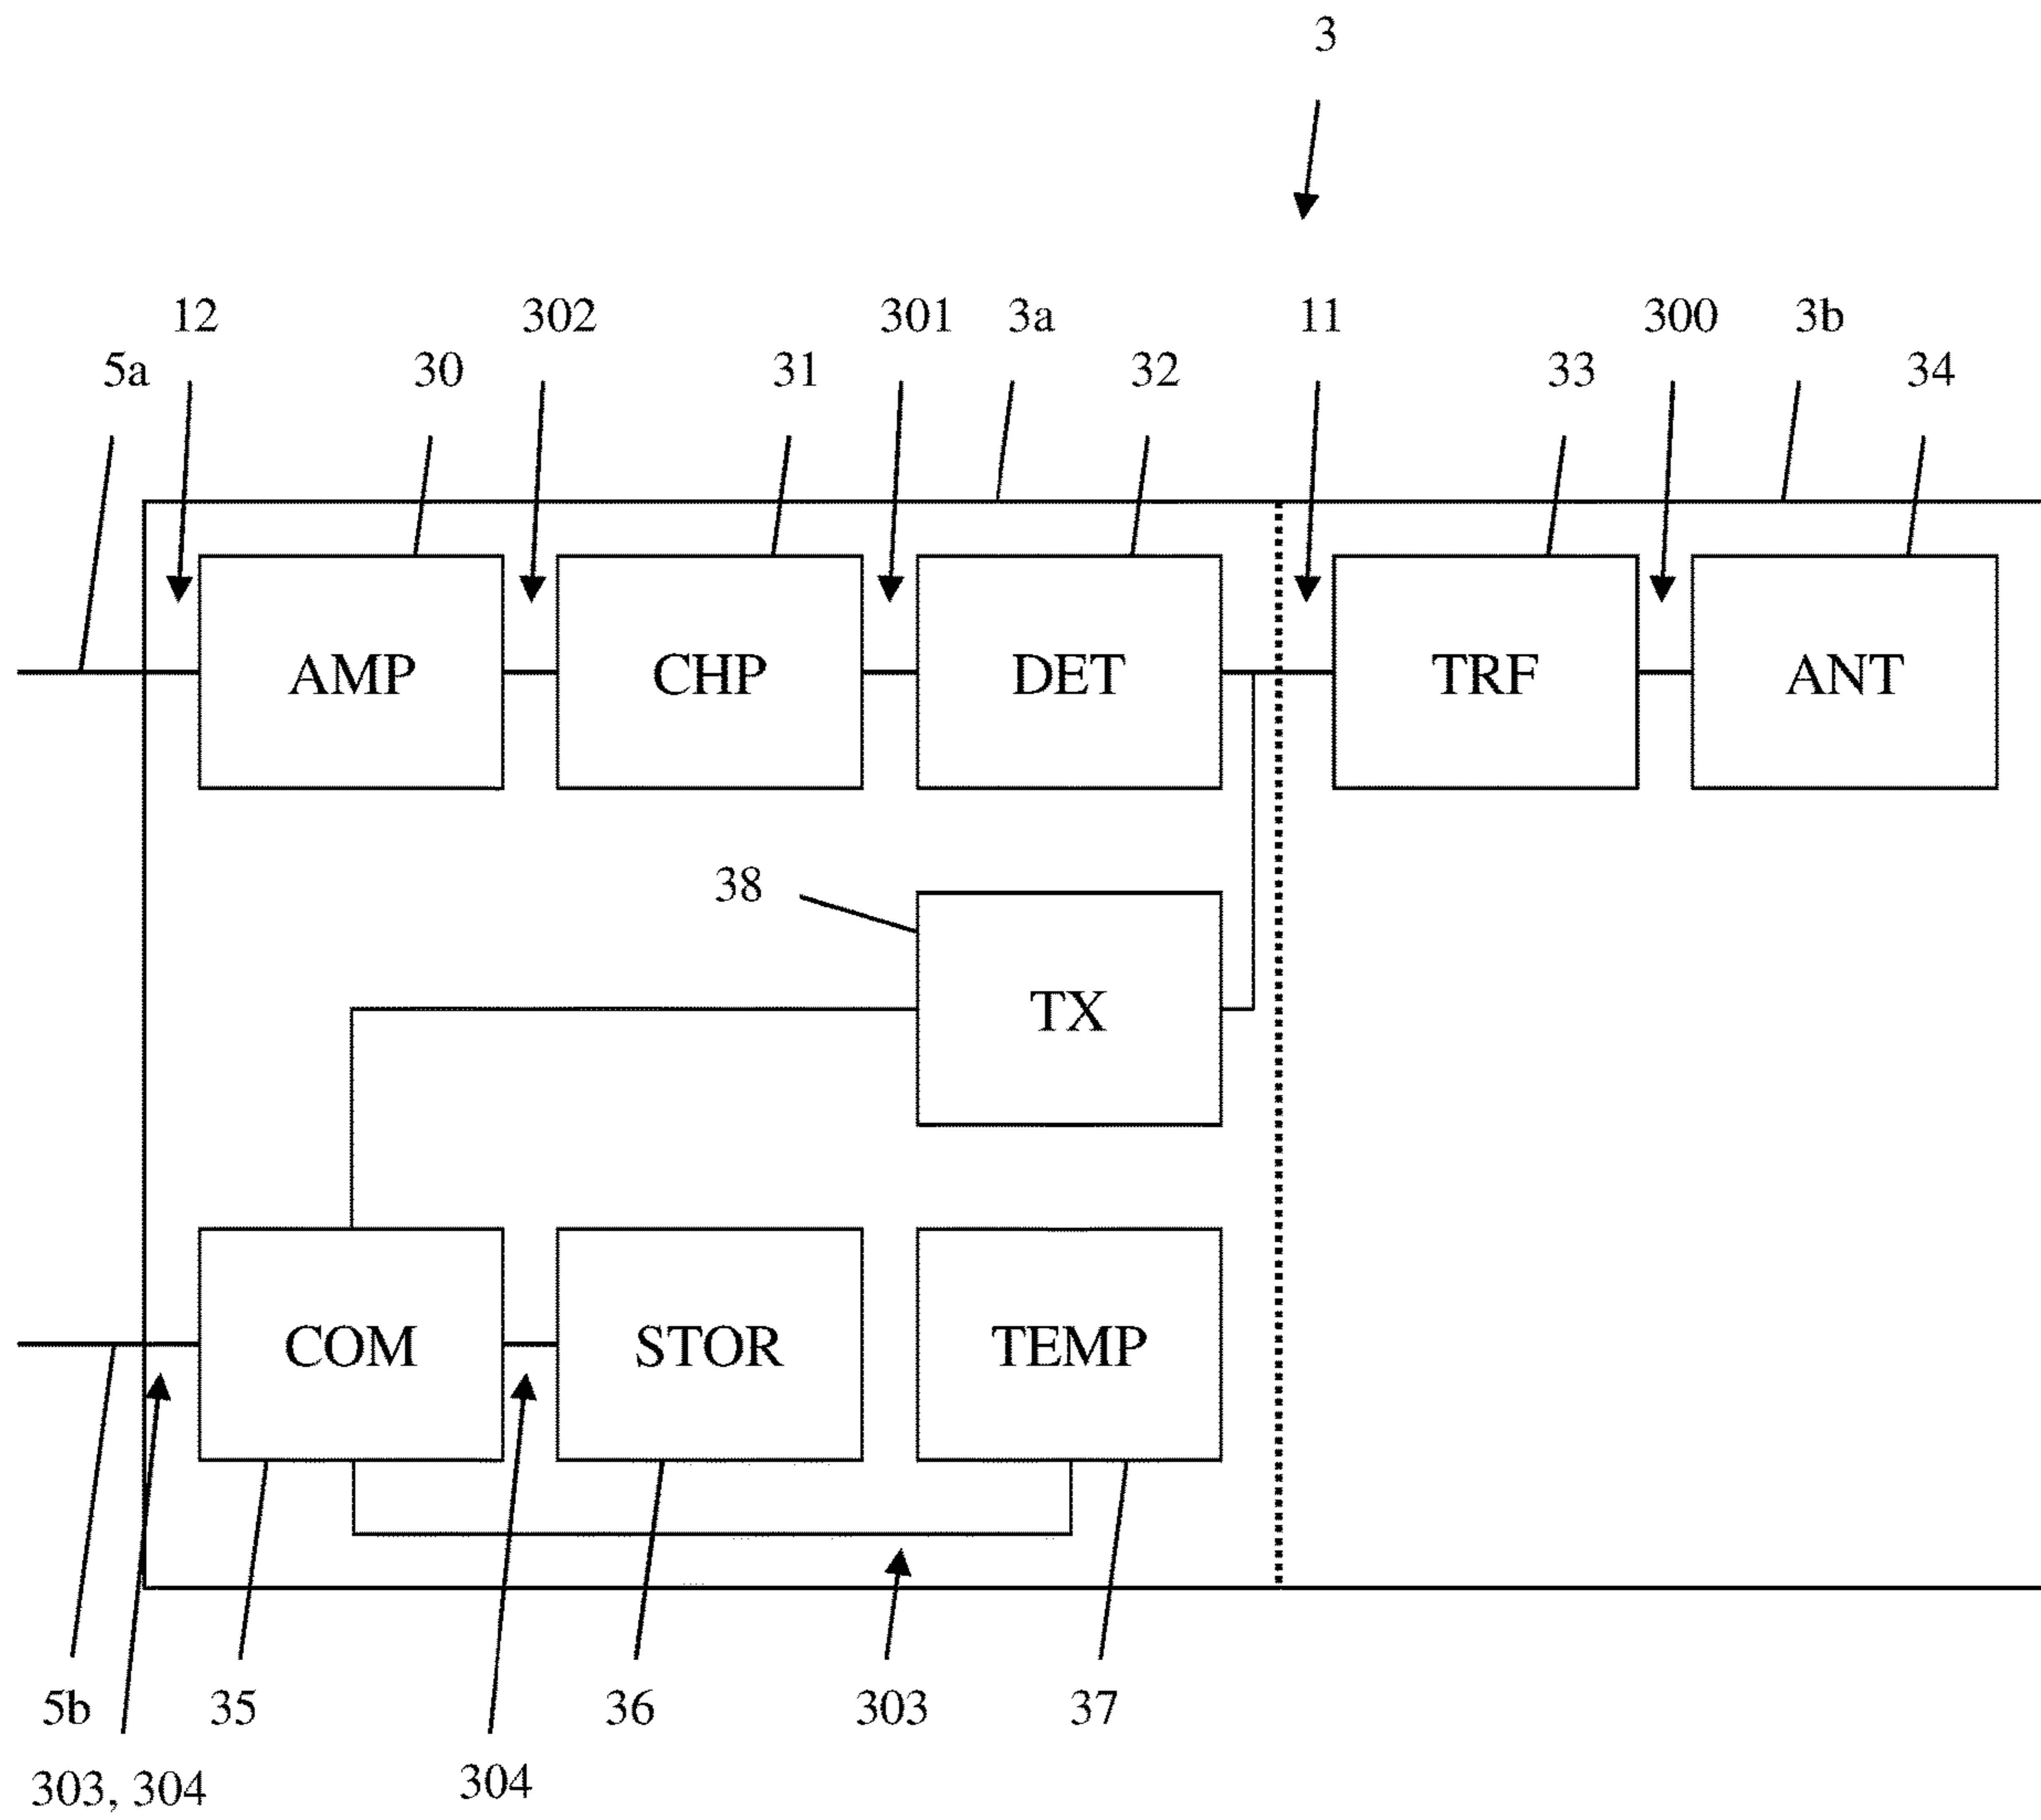 3
12 302 301 3a 11 300 3b
5a 30 31 32 33 34
AMP CHP DET TRF ANT
38
TX
COM STOR TEMP
5b 35 36 303 37
303, 304 304